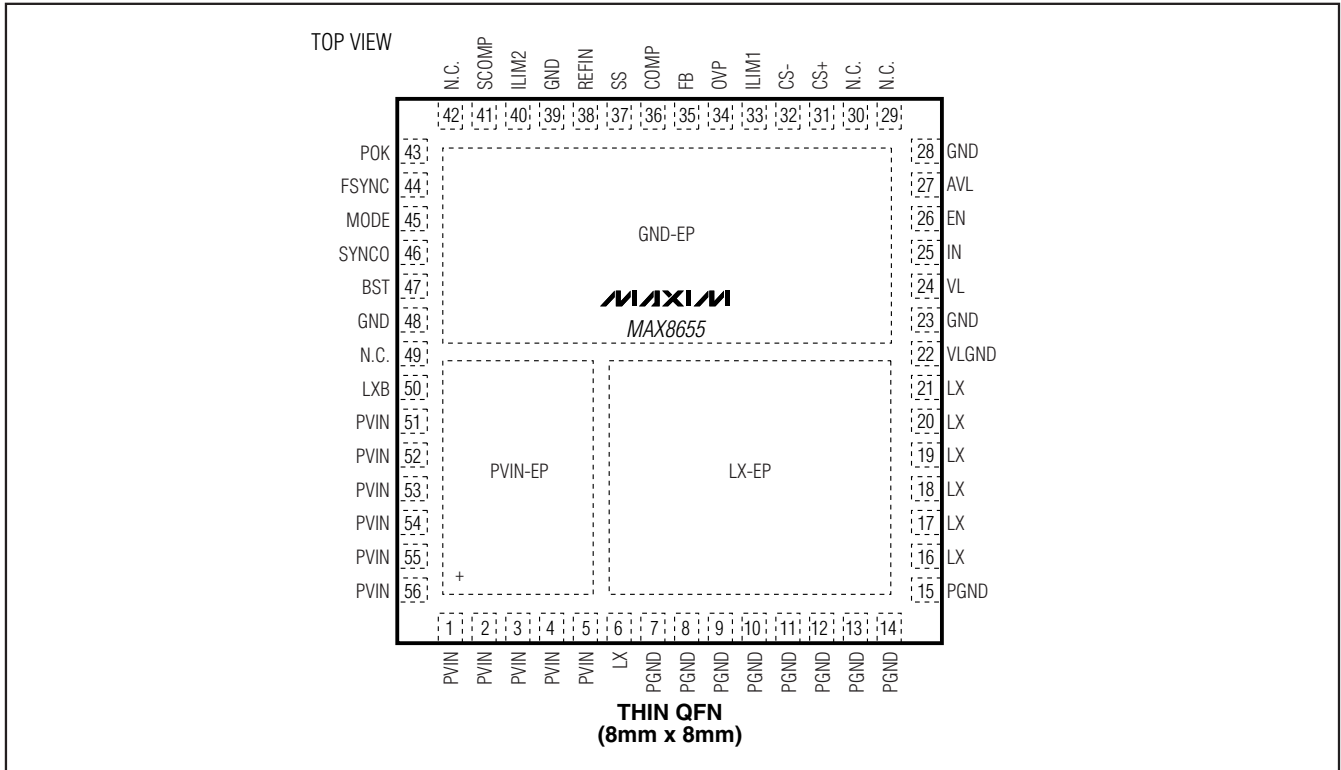 TOP VIEW
N.C. SCOMP ILIM2 GND REFIN SS COMP FB OVP ILIM1 CS- CS+ N.C. N.C.
42 41 40 39 38 37 36 35 34 33 32 31 30 29
POK 43 28 GND
FSYNC 44 27 AVL
MODE 45 26 EN
GND-EP
SYNCO 46 25 IN
BST 47 24 VL
MAXIM
GND 48 23 GND
MAX8655
N.C. 49 22 VLGND
LXB 50 21 LX
PVIN 51 20 LX
PVIN 52 19 LX
PVIN-EP LX-EP
PVIN 53 18 LX
PVIN 54 17 LX
PVIN 55 16 LX
+
PVIN 56 15 PGND
1 2 3 4 5 6 7 8 9 10 11 12 13 14
PVIN PVIN PVIN PVIN PVIN LX PGND PGND PGND PGND PGND PGND PGND PGND
THIN QFN
(8mm x 8mm)